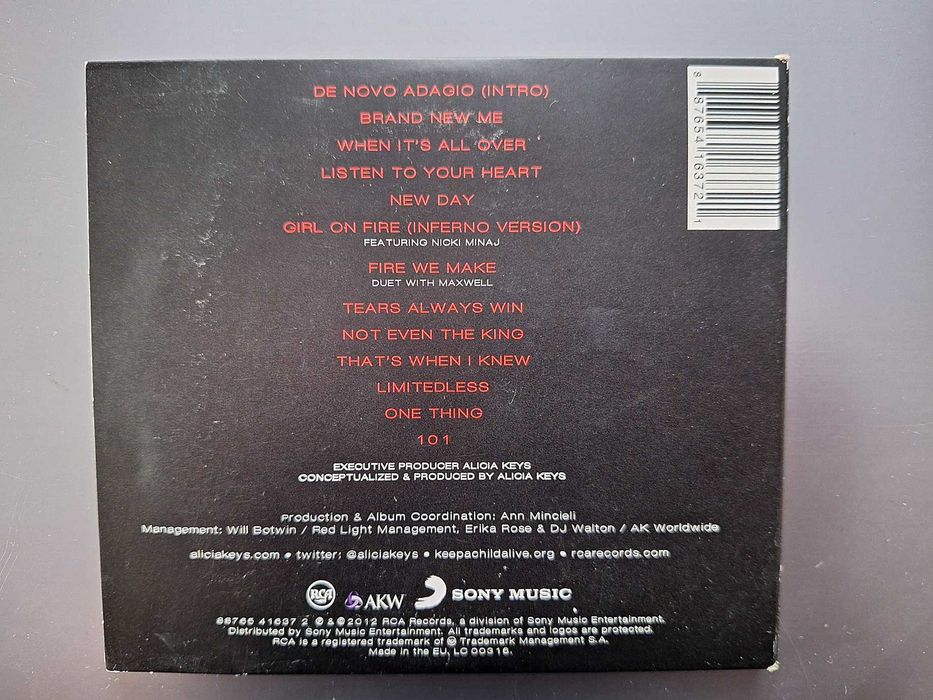 DE NOVO ADAGIO (INTRO)
BRAND NEW ME
WHEN IT'S ALL OVER
LISTEN TO YOUR HEART
NEW DAY
GIRL ON FIRE (INFERNO VERSION)
FEATURING NICKI MINAJ
FIRE WE MAKE
DUET WITH MAXWELL
TEARS ALWAYS WIN
NOT EVEN THE KING
THAT'S WHEN I KNEW
LIMITEDLESS
ONE THING
101
EXECUTIVE PRODUCER ALICIA KEYS
CONCEPTUALIZED & PRODUCED BY ALICIA KEYS
Production & Album Coordination: Ann Mincieli
Management: Will Botwin / Red Light Management, Erika Rose & DJ Walton / AK Worldwide
aliciakeys.com • twitter: @aliciakeys • keepachildalive.org • rcarecords.com
RCA AKW SONY MUSIC
88765 41637 2 ℗ & © 2012 RCA Records, a division of Sony Music Entertainment.
Distributed by Sony Music Entertainment. All trademarks and logos are protected.
RCA is a registered trademark of Trademark Management S.A.
Made in the EU. LC 00316.
8 87654 16372 1